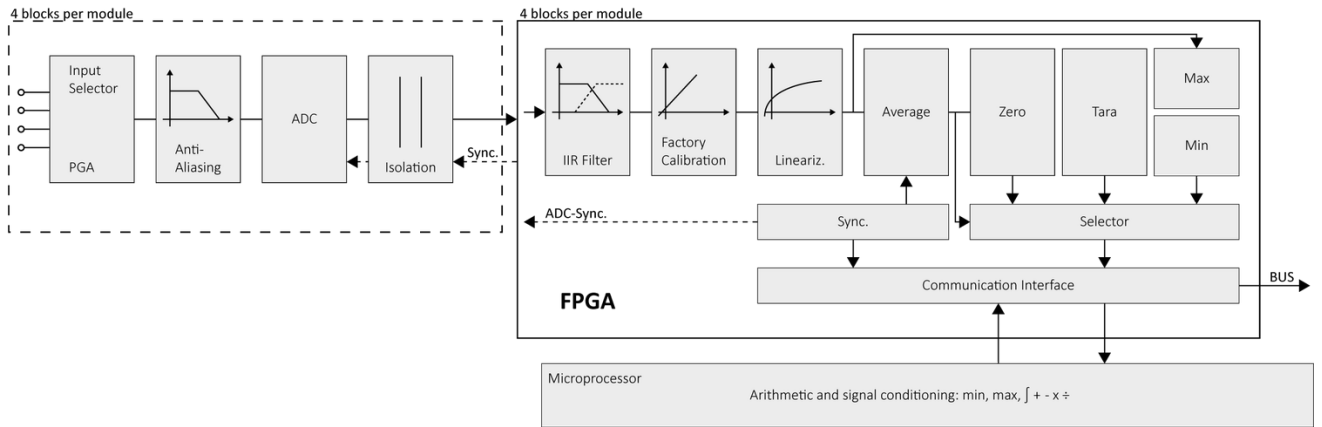 4 blocks per module
4 blocks per module
Input
Selector
PGA
Anti-
Aliasing
ADC
Isolation
Sync.
IIR Filter
Factory
Calibration
Lineariz.
Average
Zero
Tara
Max
Min
ADC-Sync.
Sync.
Selector
Communication Interface
BUS
FPGA
Microprocessor
Arithmetic and signal conditioning: min, max, ∫ + - x ÷